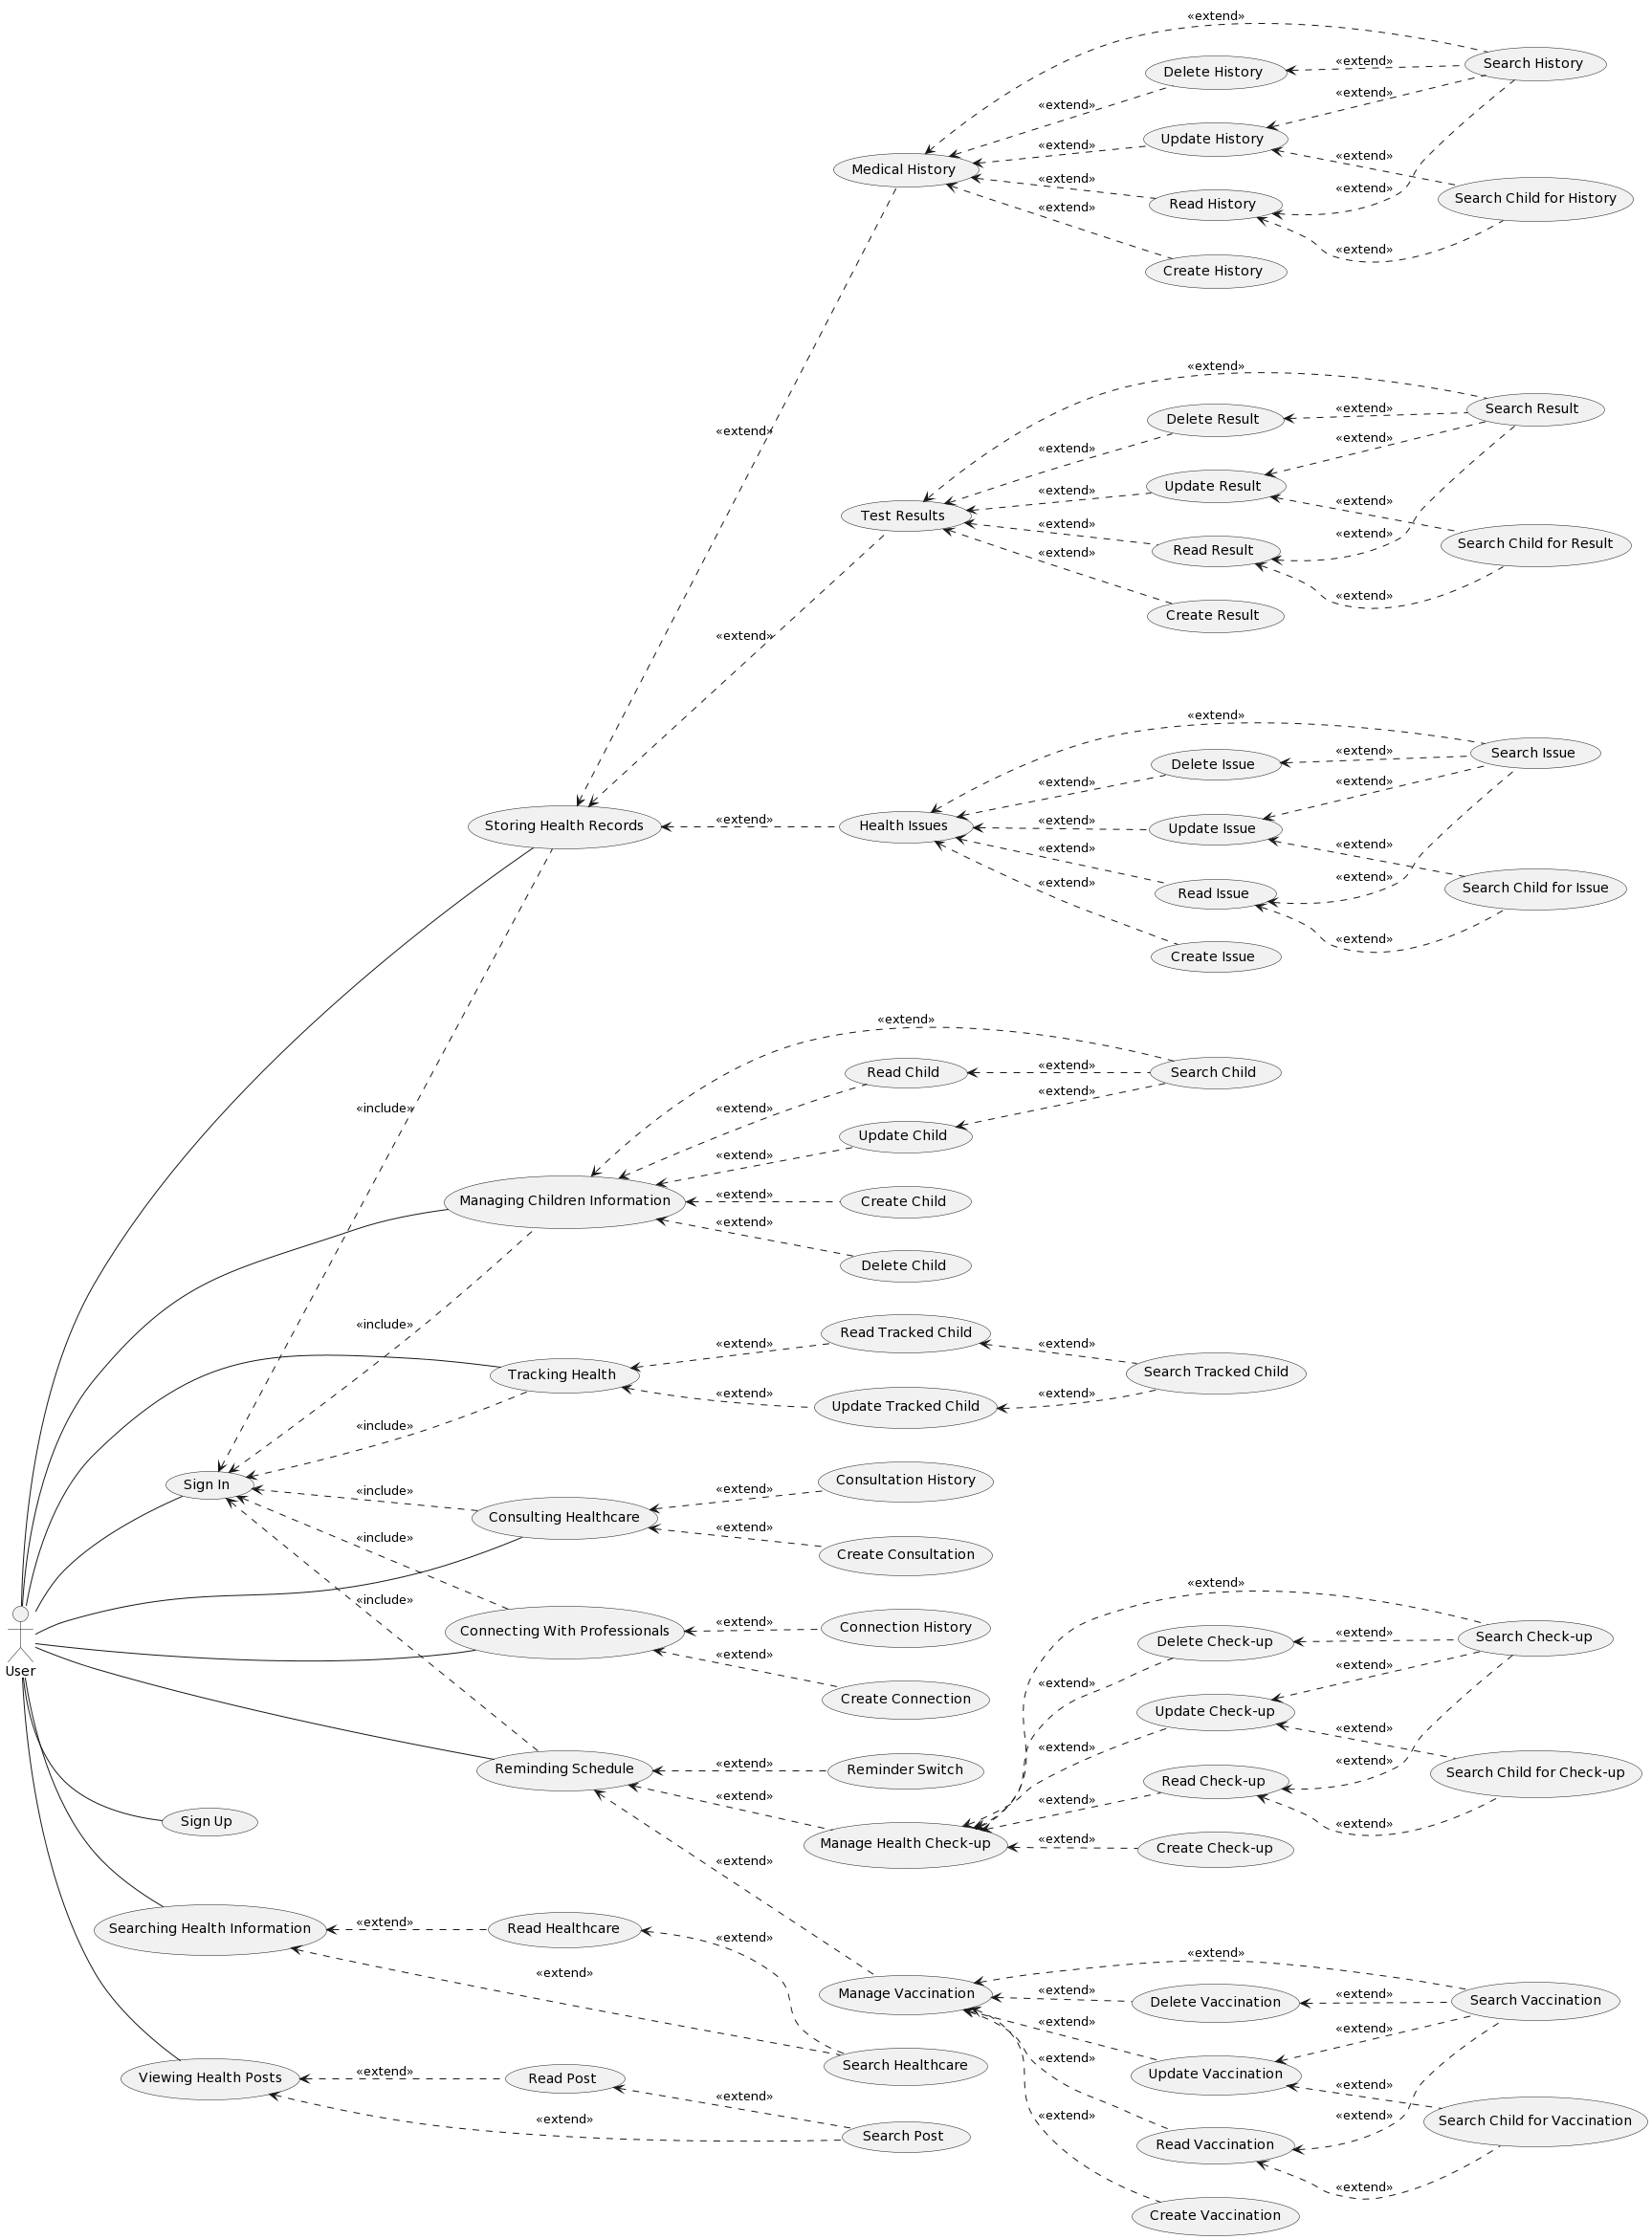 «extend»
Search History
«extend»
Delete History
«extend»
«extend»
Update History
«extend»
«extend»
Medical History
«extend»
Search Child for History
«extend»
Read History
«extend»
«extend»
Create History
«extend»
«extend»
Search Result
«extend»
Delete Result
«extend»
«extend»
Test Results
«extend»
Update Result
«extend»
«extend»
Search Child for Result
«extend»
Read Result
«extend»
«extend»
Create Result
«extend»
«extend»
Search Issue
«extend»
Delete Issue
«extend»
«extend»
Storing Health Records
«extend»
Health Issues
«extend»
Update Issue
«extend»
Search Child for Issue
«extend»
Read Issue
«extend»
«extend»
Create Issue
«extend»
Search Child
«extend»
Read Child
«extend»
«include»
«extend»
Update Child
«extend»
Managing Children Information
«extend»
Create Child
«extend»
Delete Child
«include»
Read Tracked Child
«extend»
«extend»
Tracking Health
Search Tracked Child
«extend»
Update Tracked Child
«extend»
«include»
Sign In
«include»
Consulting Healthcare
«extend»
Consultation History
«extend»
Create Consultation
«include»
Connecting With Professionals
«extend»
Connection History
«extend»
Create Connection
«include»
User
«extend»
Search Check-up
«extend»
Delete Check-up
«extend»
«extend»
Update Check-up
«extend»
«extend»
Reminding Schedule
«extend»
Reminder Switch
«extend»
Search Child for Check-up
Read Check-up
«extend»
«extend»
«extend»
Sign Up
Manage Health Check-up
«extend»
Create Check-up
«extend»
Searching Health Information
«extend»
Read Healthcare
«extend»
«extend»
Search Healthcare
Manage Vaccination
«extend»
Search Vaccination
«extend»
Delete Vaccination
«extend»
«extend»
Update Vaccination
«extend»
«extend»
Search Child for Vaccination
«extend»
Read Vaccination
«extend»
«extend»
Create Vaccination
«extend»
Viewing Health Posts
«extend»
Read Post
«extend»
«extend»
Search Post